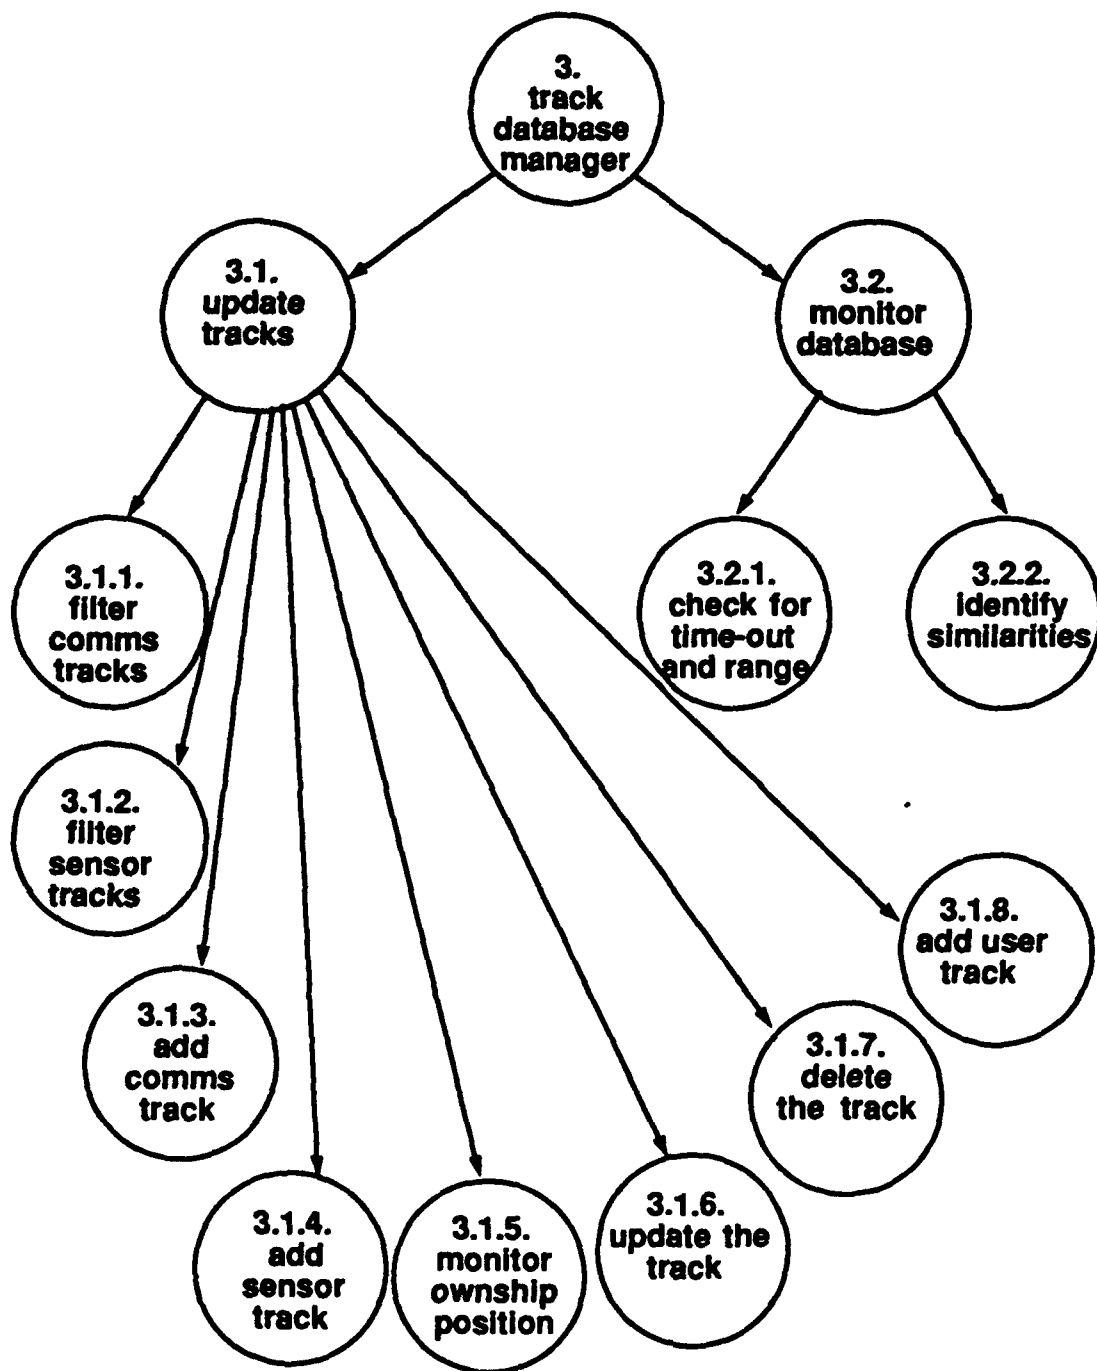 3.
track
database
manager
3.1.
update
tracks
3.2.
monitor
database
3.1.1.
filter
comms
tracks
3.2.1.
check for
time-out
and range
3.2.2.
identify
similarities
3.1.2.
filter
sensor
tracks
3.1.3.
add
comms
track
3.1.4.
add
sensor
track
3.1.5.
monitor
ownship
position
3.1.6.
update the
track
3.1.7.
delete
the track
3.1.8.
add user
track